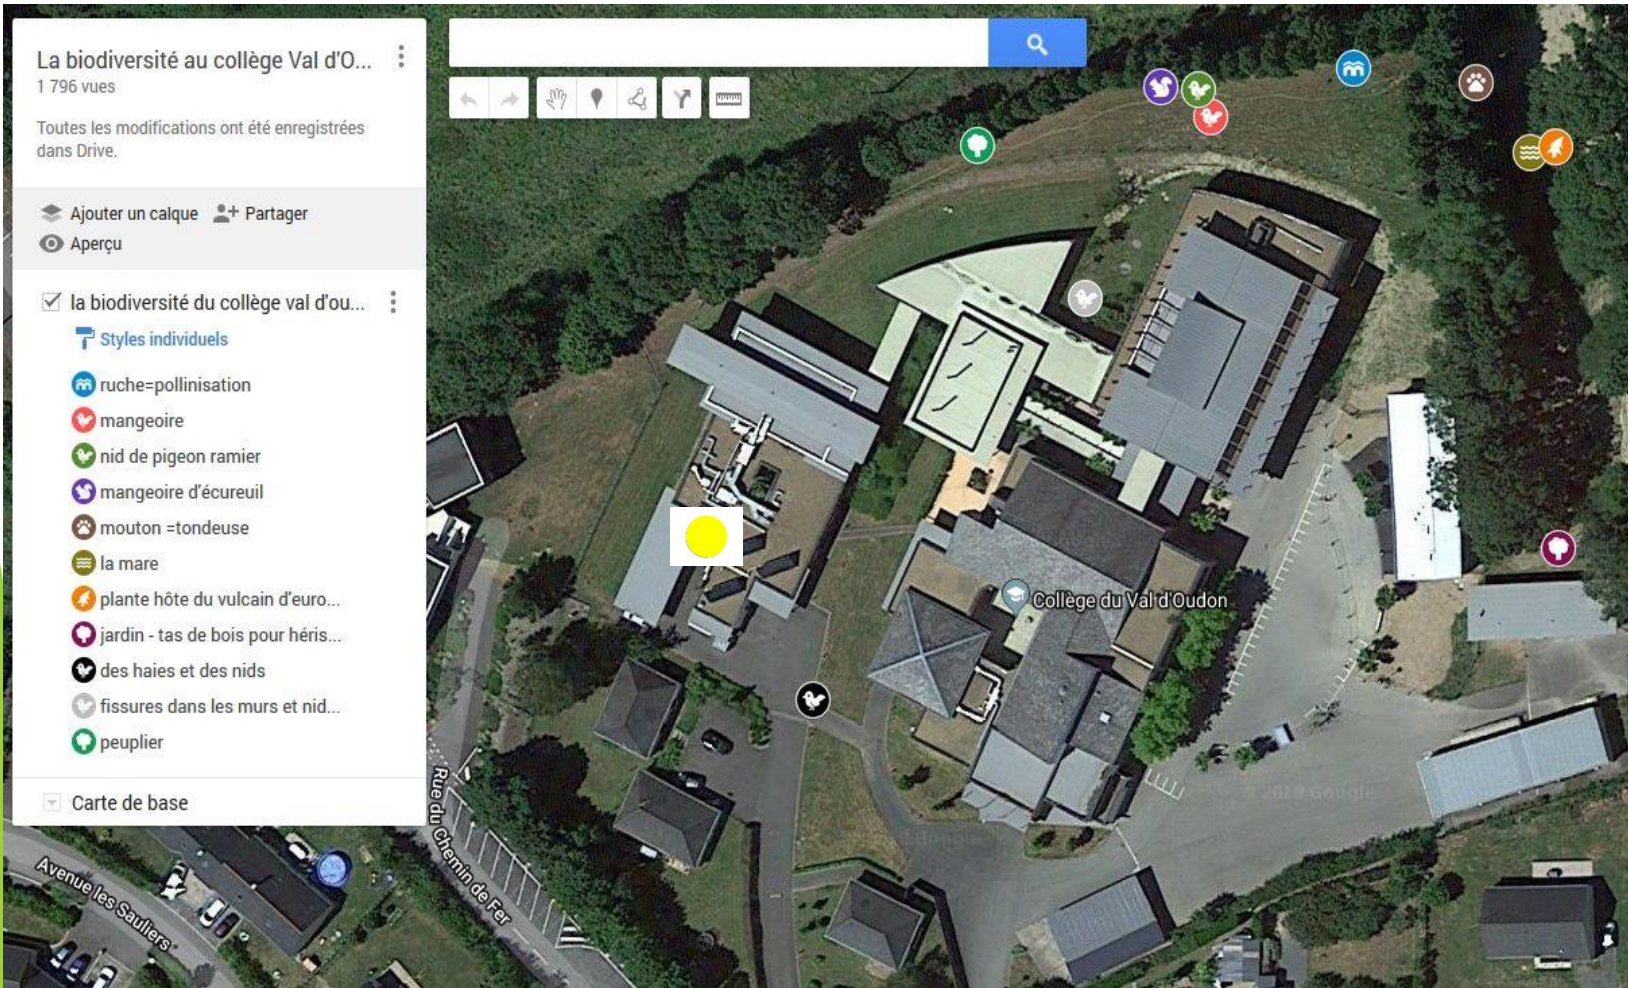 La biodiversité au collège Val d'O...
1 796 vues
Toutes les modifications ont été enregistrées
dans Drive.
Ajouter un calque Partager
Aperçu
la biodiversité du collège val d'ou...
Styles individuels
ruche=pollinisation
mangeoire
nid de pigeon ramier
mangeoire d'écureuil
mouton =tondeuse
la mare
plante hôte du vulcain d'euro...
jardin - tas de bois pour héris...
des haies et des nids
fissures dans les murs et nid...
peuplier
Carte de base
Collège du Val d'Oudon
Rue du Chemin de Fer
Avenue les Sauliers
Google
© 2019 Google